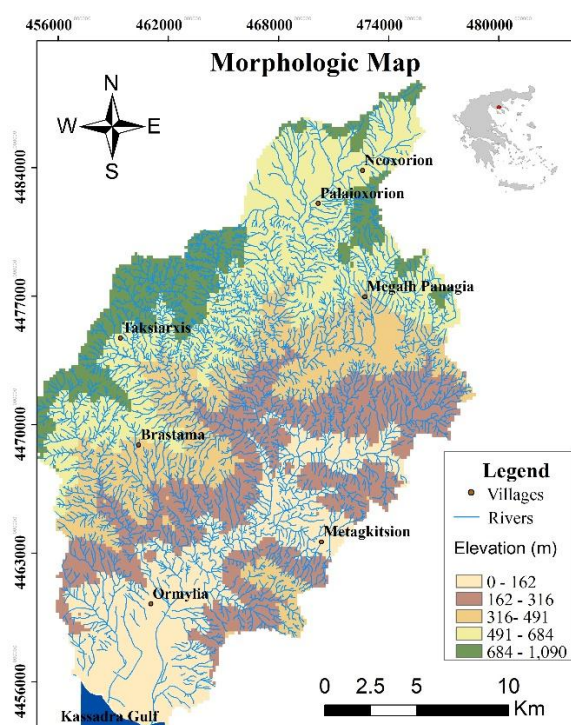 456000 462000 468000 474000 480000
Morphologic Map
N
W E
S
4484000
4477000
4470000
4463000
4456000
Neoxorion
Palaioxorion
Megalh Panagia
Taksiarxis
Brastama
Metagkitsion
Ormylia
Kassadra Gulf
Legend
Villages
Rivers
Elevation (m)
0 - 162
162 - 316
316- 491
491 - 684
684 - 1,090
0 2.5 5 10
Km